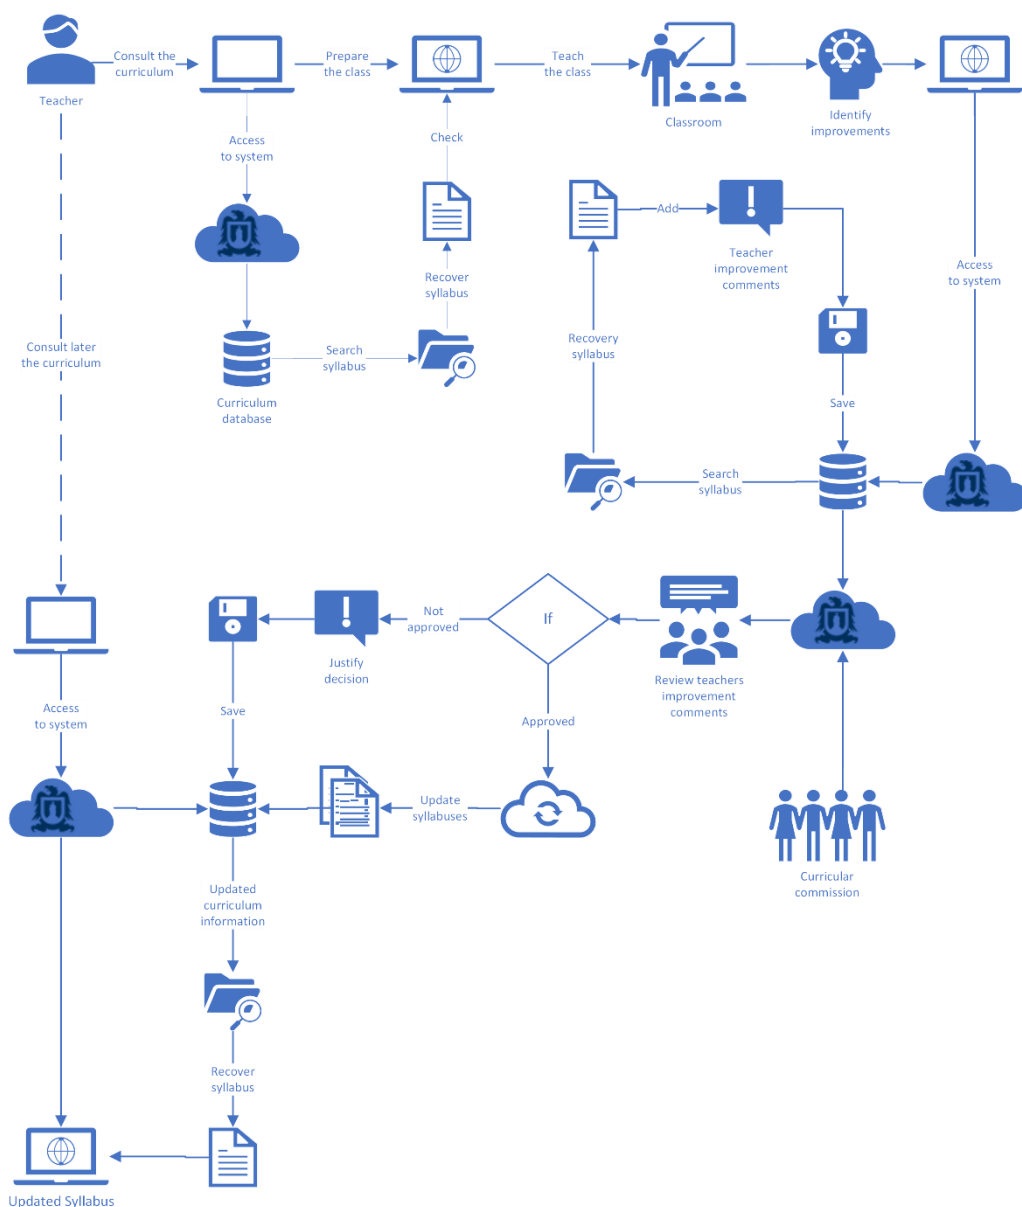 Consult the
curriculum
Prepare
the class
Teach
the class
Teacher
Classroom
Identify
improvements
Access
to system
Check
Add
Recover
syllabus
Teacher
improvement
comments
Access
to system
Consult later
the curriculum
Search
syllabus
Recovery
syllabus
Curriculum
database
Save
Search
syllabus
Not
approved
If
Justify
decision
Review teachers
improvement
comments
Access
to system
Save
Approved
Update
syllabuses
Curricular
commission
Updated
curriculum
information
Recover
syllabus
Updated Syllabus